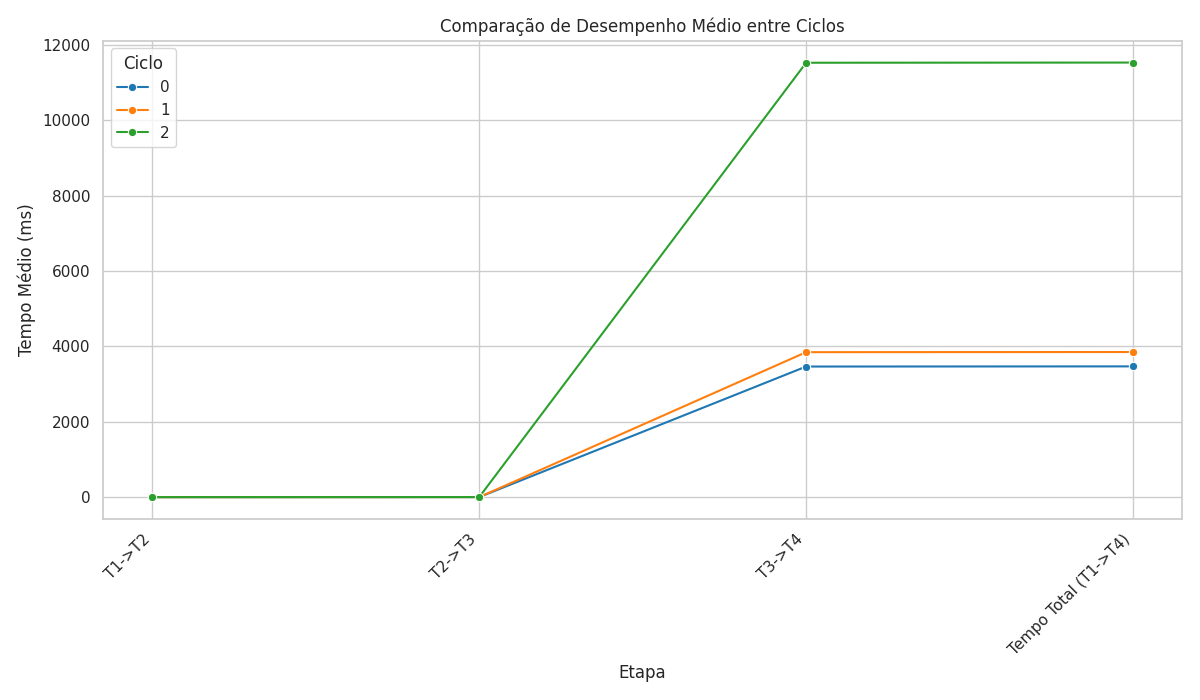 Comparação de Desempenho Médio entre Ciclos
Ciclo
0
1
2
Tempo Médio (ms)
12000
10000
8000
6000
4000
2000
0
T1->T2
T2->T3
T3->T4
Tempo Total (T1->T4)
Etapa